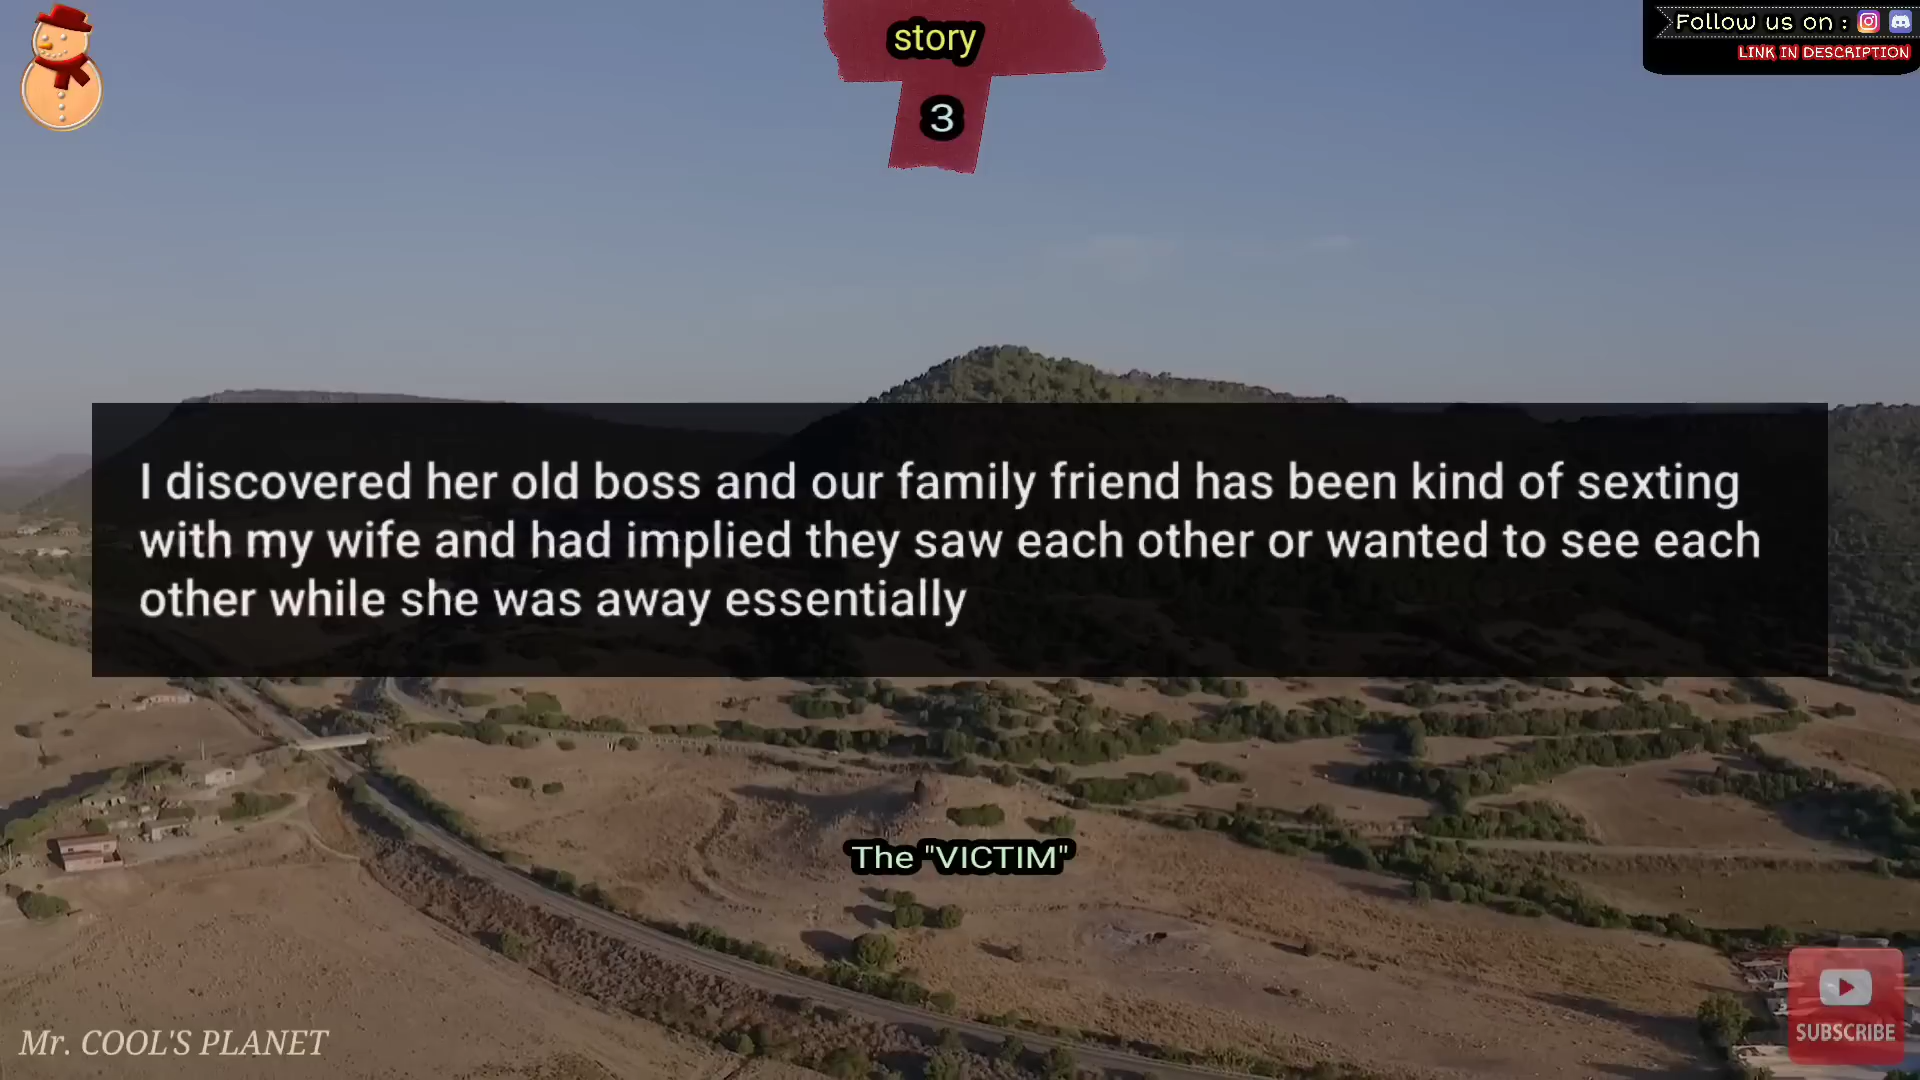 story
3
Follow us on :
LINK IN DESCRIPTION
I discovered her old boss and our family friend has been kind of sexting
with my wife and had implied they saw each other or wanted to see each
other while she was away essentially
The "VICTIM"
Mr. COOL'S PLANET
SUBSCRIBE